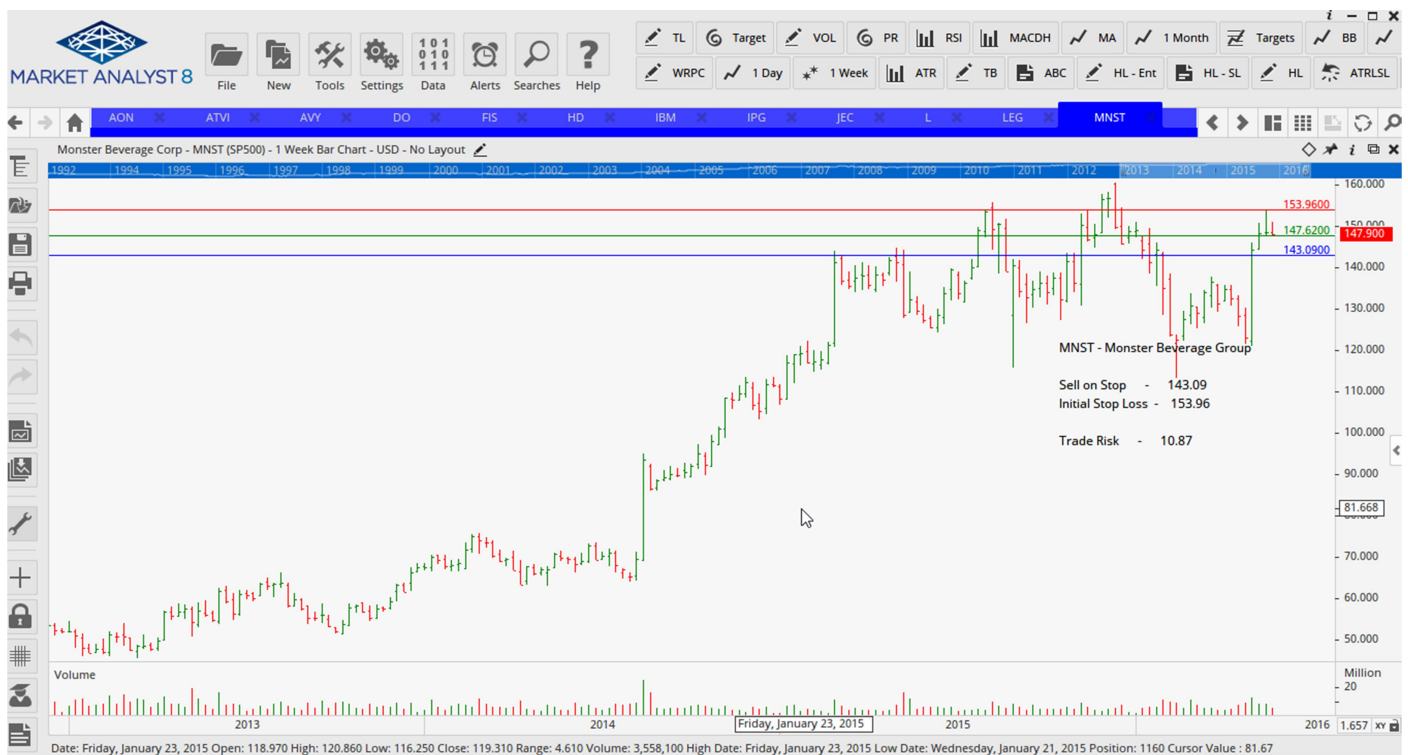 i
MARKET ANALYST 8
File New Tools Settings Data Alerts Searches Help
101
010
111
TL Target VOL PR RSI MACDH MA 1 Month Targets BB
WRPC 1 Day 1 Week ATR TB ABC HL - Ent HL - SL HL ATRLSL
AON ATVI AVY DO FIS HD IBM IPG JEC L LEG MNST
Monster Beverage Corp - MNST (SP500) - 1 Week Bar Chart - USD - No Layout
i
1992 1994 1995 1996 1997 1998 1999 2000 2001 2002 2003 2004 2005 2006 2007 2008 2009 2010 2011 2012 2013 2014 2015 2016
160.000
153.9600
150.000
147.6200
147.900
143.0900
140.000
130.000
120.000
110.000
100.000
90.000
81.668
70.000
60.000
50.000
MNST - Monster Beverage Group
Sell on Stop - 143.09
Initial Stop Loss - 153.96
Trade Risk - 10.87
Volume
Million
20
2013 2014 Friday, January 23, 2015 2015 2016 1.657 XY
Date: Friday, January 23, 2015 Open: 118.970 High: 120.860 Low: 116.250 Close: 119.310 Range: 4.610 Volume: 3,558,100 High Date: Friday, January 23, 2015 Low Date: Wednesday, January 21, 2015 Position: 1160 Cursor Value : 81.67